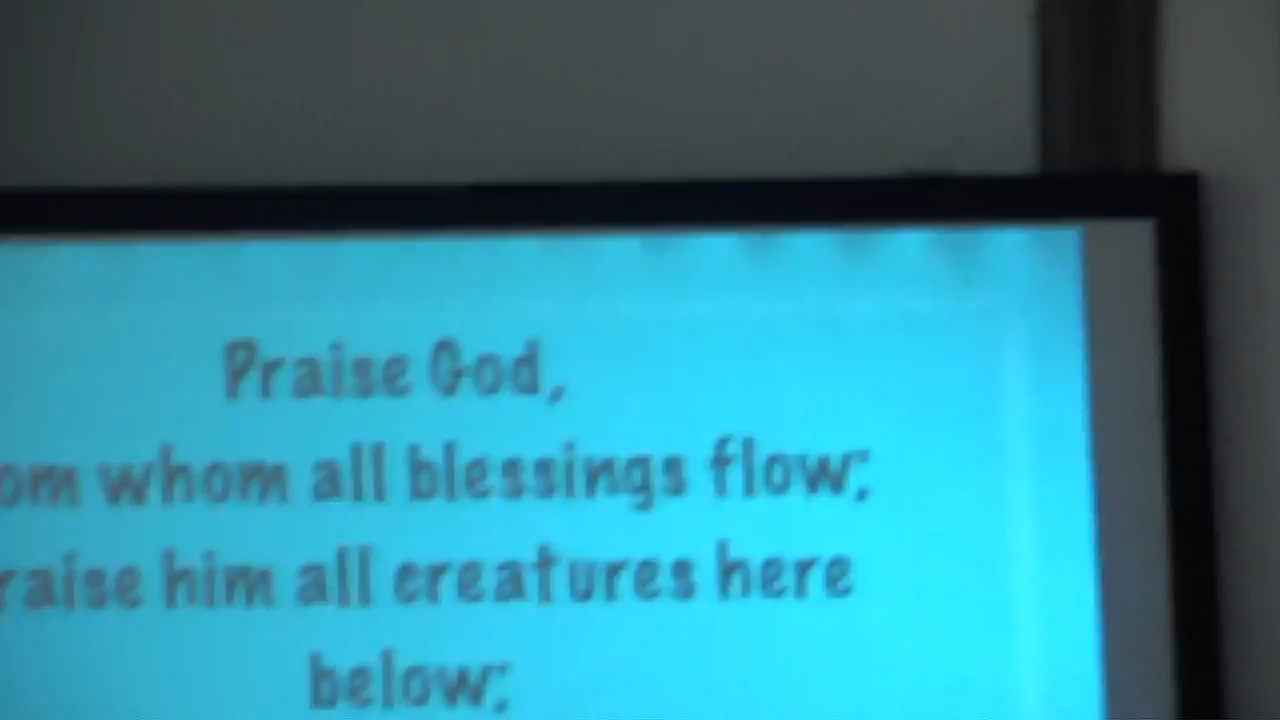 Praise God,
om whom all blessings flow;
raise him all creatures here
below;